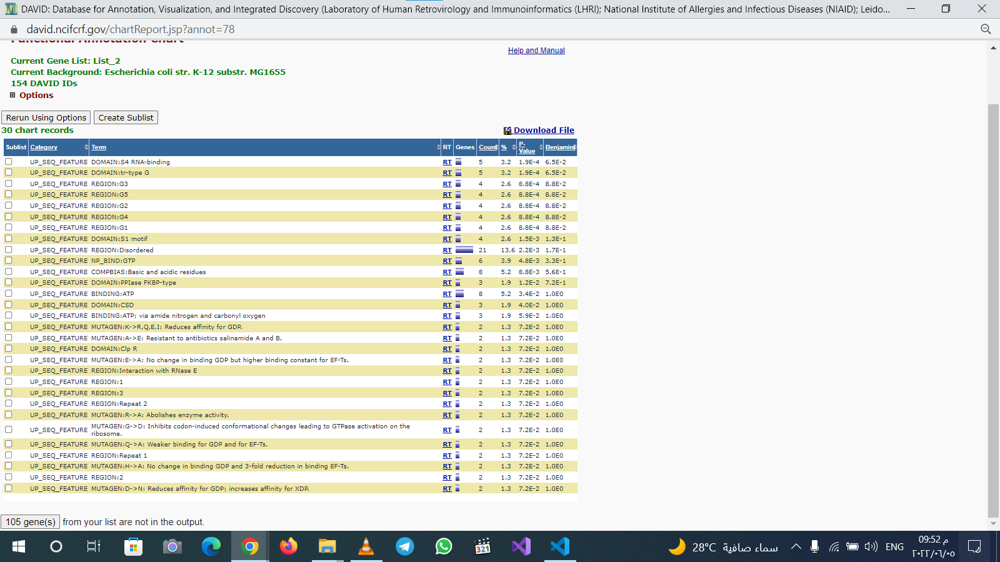 DAVID: Database for Annotation, Visualization, and Integrated Discovery (Laboratory of Human Retrovirology and Immunoinformatics (LHRI); National Institute of Allergies and Infectious Diseases (NIAID); Leido...
david.ncifcrf.gov/chartReport.jsp?annot=78
Functional Annotation Chart
Help and Manual
Current Gene List: List_2
Current Background: Escherichia coli str. K-12 substr. MG1655
154 DAVID IDs
Options
Rerun Using Options Create Sublist
30 chart records Download File
Sublist Category Term RT Genes Count % P-Value Benjamini
UP_SEQ_FEATURE DOMAIN:S4 RNA-binding RT 5 3.2 1.9E-4 6.5E-2
UP_SEQ_FEATURE DOMAIN:tr-type G RT 5 3.2 1.9E-4 6.5E-2
UP_SEQ_FEATURE REGION:G3 RT 4 2.6 8.8E-4 8.8E-2
UP_SEQ_FEATURE REGION:G5 RT 4 2.6 8.8E-4 8.8E-2
UP_SEQ_FEATURE REGION:G2 RT 4 2.6 8.8E-4 8.8E-2
UP_SEQ_FEATURE REGION:G4 RT 4 2.6 8.8E-4 8.8E-2
UP_SEQ_FEATURE REGION:G1 RT 4 2.6 8.8E-4 8.8E-2
UP_SEQ_FEATURE DOMAIN:S1 motif RT 4 2.6 1.5E-3 1.3E-1
UP_SEQ_FEATURE REGION:Disordered RT 21 13.6 2.2E-3 1.7E-1
UP_SEQ_FEATURE NP_BIND:GTP RT 6 3.9 4.8E-3 3.3E-1
UP_SEQ_FEATURE COMPBIAS:Basic and acidic residues RT 8 5.2 8.8E-3 5.6E-1
UP_SEQ_FEATURE DOMAIN:PPIase FKBP-type RT 3 1.9 1.2E-2 7.2E-1
UP_SEQ_FEATURE BINDING:ATP RT 8 5.2 3.4E-2 1.0E0
UP_SEQ_FEATURE DOMAIN:CSD RT 3 1.9 4.0E-2 1.0E0
UP_SEQ_FEATURE BINDING:ATP; via amide nitrogen and carbonyl oxygen RT 3 1.9 5.9E-2 1.0E0
UP_SEQ_FEATURE MUTAGEN:K->R,Q,E,I: Reduces affinity for GDP. RT 2 1.3 7.2E-2 1.0E0
UP_SEQ_FEATURE MUTAGEN:A->E: Resistant to antibiotics salinamide A and B. RT 2 1.3 7.2E-2 1.0E0
UP_SEQ_FEATURE DOMAIN:Clp R RT 2 1.3 7.2E-2 1.0E0
UP_SEQ_FEATURE MUTAGEN:E->A: No change in binding GDP but higher binding constant for EF-Ts. RT 2 1.3 7.2E-2 1.0E0
UP_SEQ_FEATURE REGION:Interaction with RNase E RT 2 1.3 7.2E-2 1.0E0
UP_SEQ_FEATURE REGION:1 RT 2 1.3 7.2E-2 1.0E0
UP_SEQ_FEATURE REGION:3 RT 2 1.3 7.2E-2 1.0E0
UP_SEQ_FEATURE REGION:Repeat 2 RT 2 1.3 7.2E-2 1.0E0
UP_SEQ_FEATURE MUTAGEN:R->A: Abolishes enzyme activity. RT 2 1.3 7.2E-2 1.0E0
UP_SEQ_FEATURE MUTAGEN:G->D: Inhibits codon-induced conformational changes leading to GTPase activation on the ribosome. RT 2 1.3 7.2E-2 1.0E0
UP_SEQ_FEATURE MUTAGEN:Q->A: Weaker binding for GDP and for EF-Ts. RT 2 1.3 7.2E-2 1.0E0
UP_SEQ_FEATURE REGION:Repeat 1 RT 2 1.3 7.2E-2 1.0E0
UP_SEQ_FEATURE MUTAGEN:H->A: No change in binding GDP and 3-fold reduction in binding EF-Ts. RT 2 1.3 7.2E-2 1.0E0
UP_SEQ_FEATURE REGION:2 RT 2 1.3 7.2E-2 1.0E0
UP_SEQ_FEATURE MUTAGEN:D->N: Reduces affinity for GDP; increases affinity for XDP. RT 2 1.3 7.2E-2 1.0E0
105 gene(s) from your list are not in the output.
321
28°C سماء صافية ENG
09:52 م
٢٠٢٢/٠٦/٠٥